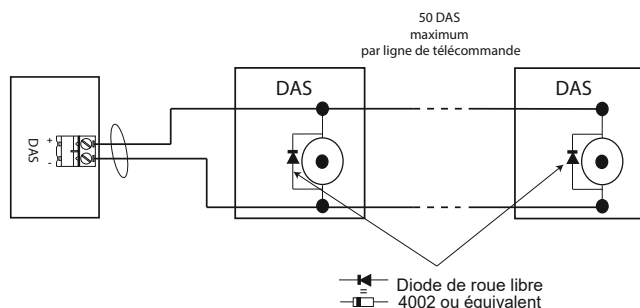 50 DAS
maximum
par ligne de télécommande
DAS
DAS
DAS
+
-
Diode de roue libre
=
4002 ou équivalent